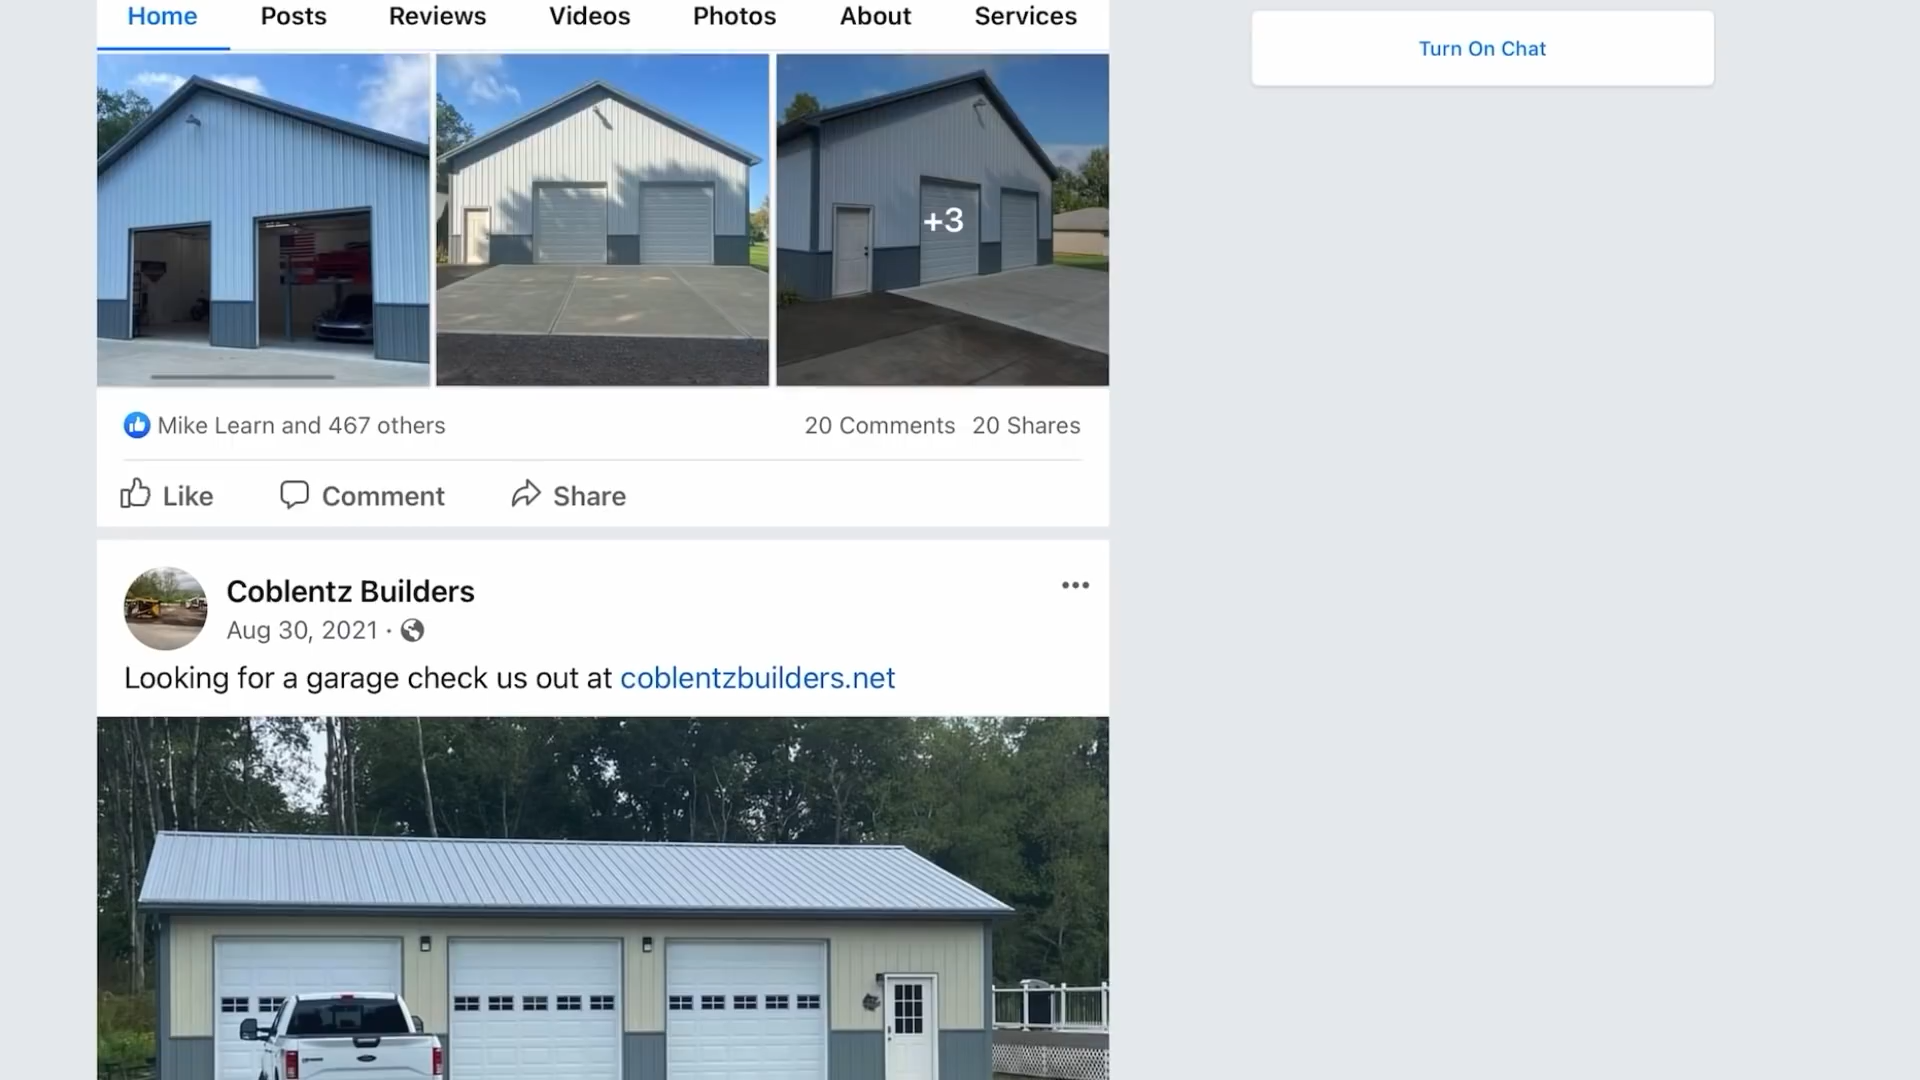 Home Posts Reviews Videos Photos About Services
Turn On Chat
+3
Mike Learn and 467 others
20 Comments 20 Shares
Like Comment Share
Coblentz Builders
Aug 30, 2021 ·
Looking for a garage check us out at coblentzbuilders.net